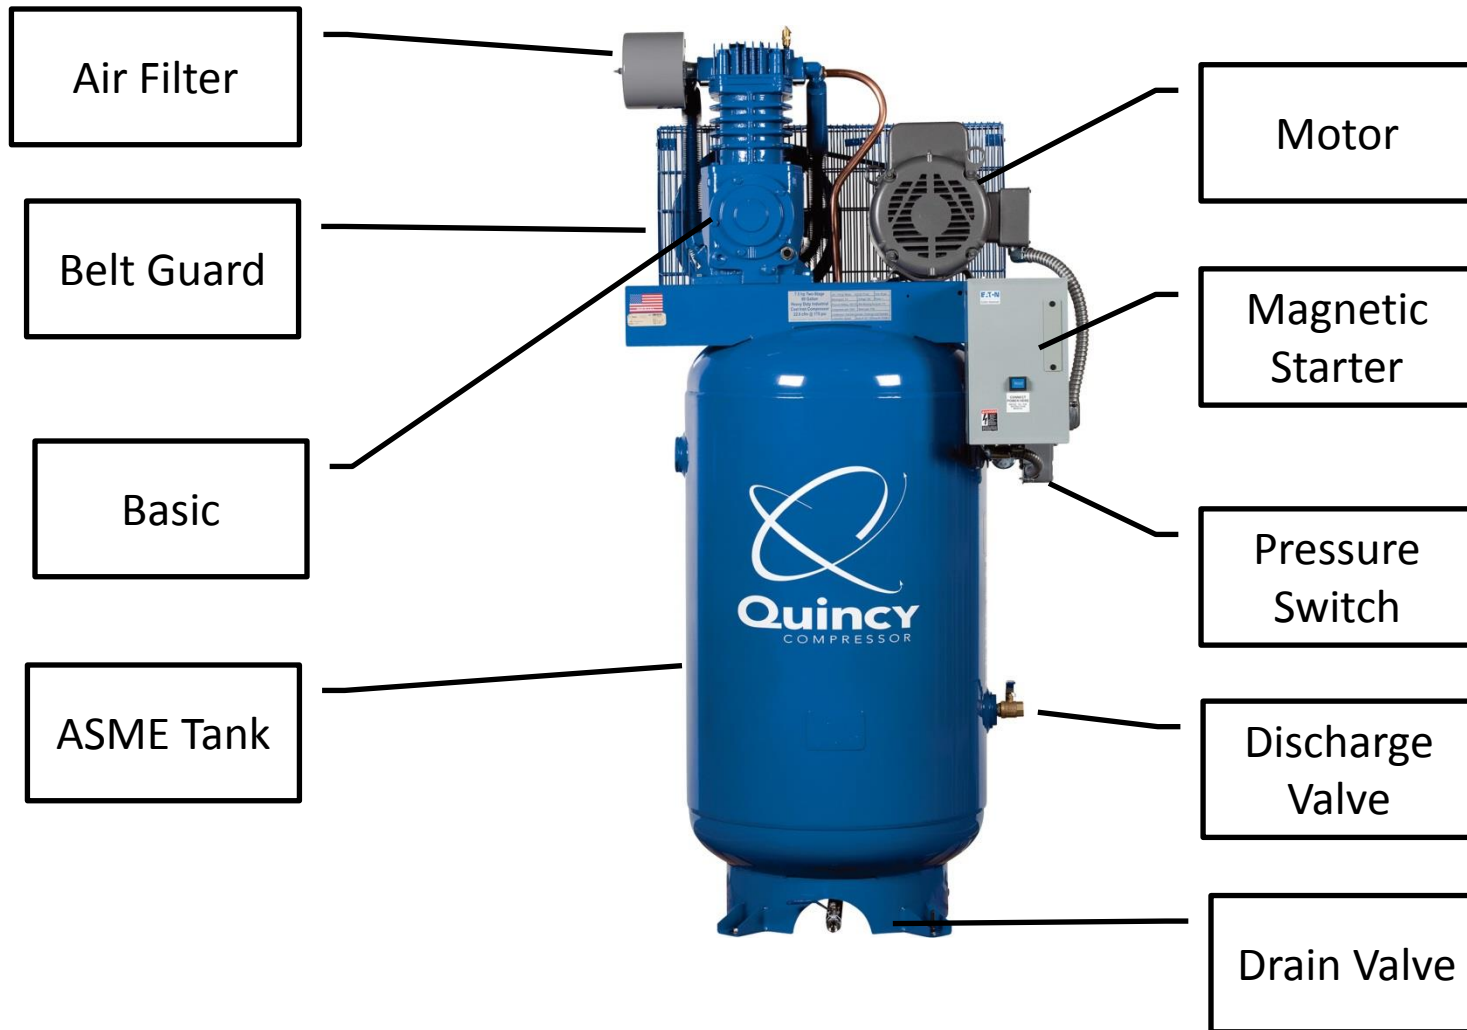 Air Filter
Belt Guard
Basic
ASME Tank
Motor
Magnetic
Starter
Pressure
Switch
Discharge
Valve
Drain Valve
E·T·N
Quincy
COMPRESSOR